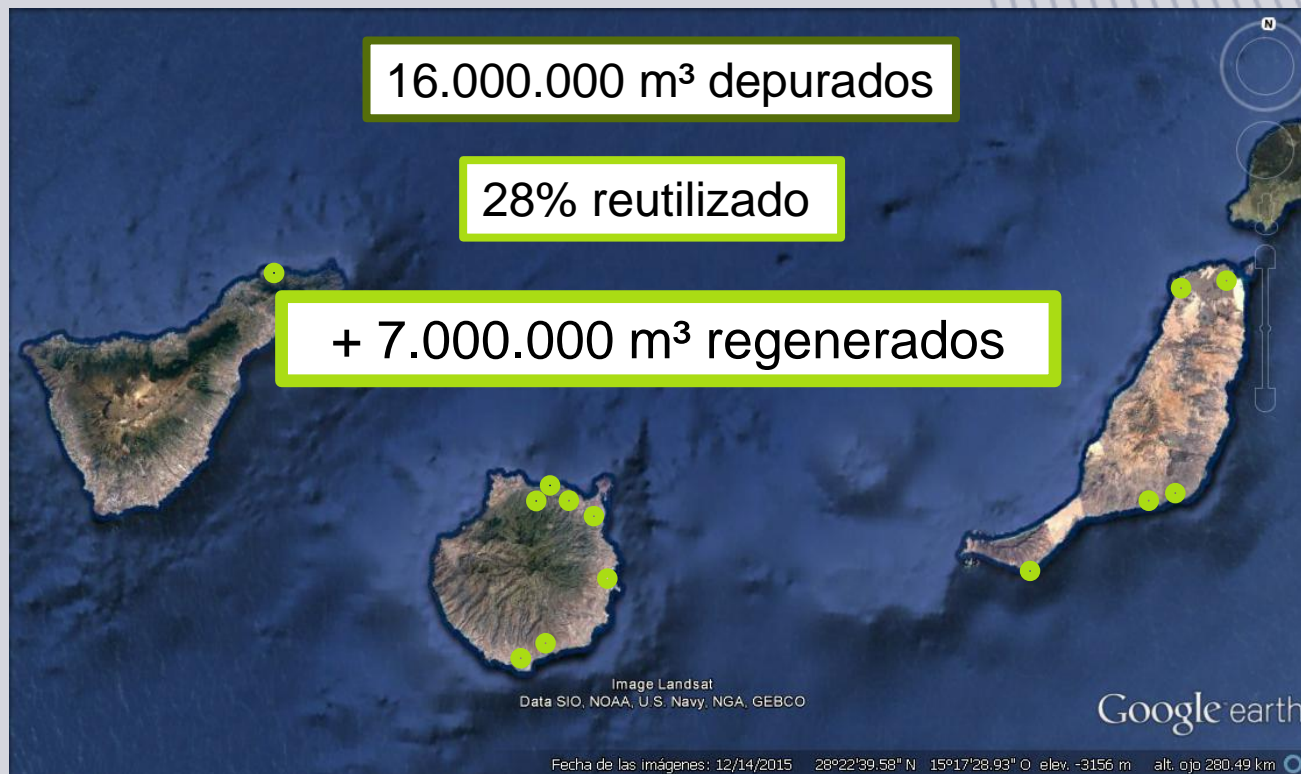 N
16.000.000 m³ depurados
28% reutilizado
+ 7.000.000 m³ regenerados
Image Landsat
Data SIO, NOAA, U.S. Navy, NGA, GEBCO
Google earth
Fecha de las imágenes: 12/14/2015 28°22'39.58" N 15°17'28.93" O elev. -3156 m alt. ojo 280.49 km